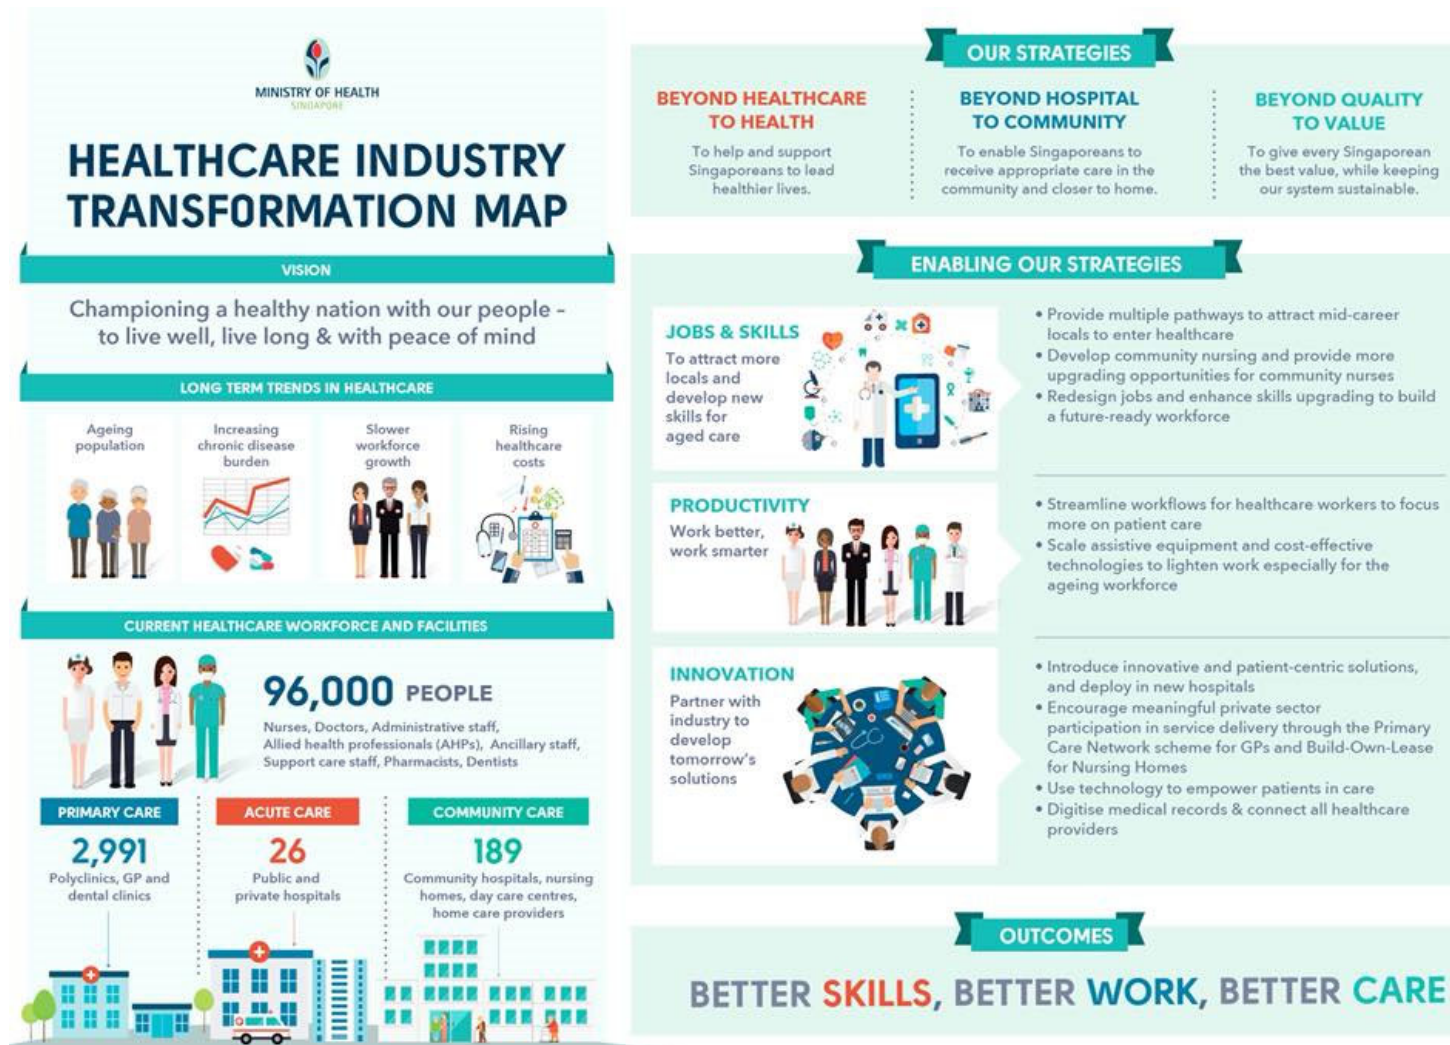 MINISTRY OF HEALTH
SINGAPORE
HEALTHCARE INDUSTRY
TRANSFORMATION MAP
VISION
Championing a healthy nation with our people –
to live well, live long & with peace of mind
LONG TERM TRENDS IN HEALTHCARE
Ageing
population
Increasing
chronic disease
burden
Slower
workforce
growth
Rising
healthcare
costs
CURRENT HEALTHCARE WORKFORCE AND FACILITIES
96,000 PEOPLE
Nurses, Doctors, Administrative staff,
Allied health professionals (AHPs), Ancillary staff,
Support care staff, Pharmacists, Dentists
PRIMARY CARE
2,991
Polyclinics, GP and
dental clinics
ACUTE CARE
26
Public and
private hospitals
COMMUNITY CARE
189
Community hospitals, nursing
homes, day care centres,
home care providers
OUR STRATEGIES
BEYOND HEALTHCARE
TO HEALTH
To help and support
Singaporeans to lead
healthier lives.
BEYOND HOSPITAL
TO COMMUNITY
To enable Singaporeans to
receive appropriate care in the
community and closer to home.
BEYOND QUALITY
TO VALUE
To give every Singaporean
the best value, while keeping
our system sustainable.
ENABLING OUR STRATEGIES
JOBS & SKILLS
To attract more
locals and
develop new
skills for
aged care
• Provide multiple pathways to attract mid-career
locals to enter healthcare
• Develop community nursing and provide more
upgrading opportunities for community nurses
• Redesign jobs and enhance skills upgrading to build
a future-ready workforce
PRODUCTIVITY
Work better,
work smarter
• Streamline workflows for healthcare workers to focus
more on patient care
• Scale assistive equipment and cost-effective
technologies to lighten work especially for the
ageing workforce
INNOVATION
Partner with
industry to
develop
tomorrow's
solutions
• Introduce innovative and patient-centric solutions,
and deploy in new hospitals
• Encourage meaningful private sector
participation in service delivery through the Primary
Care Network scheme for GPs and Build-Own-Lease
for Nursing Homes
• Use technology to empower patients in care
• Digitise medical records & connect all healthcare
providers
OUTCOMES
BETTER SKILLS, BETTER WORK, BETTER CARE